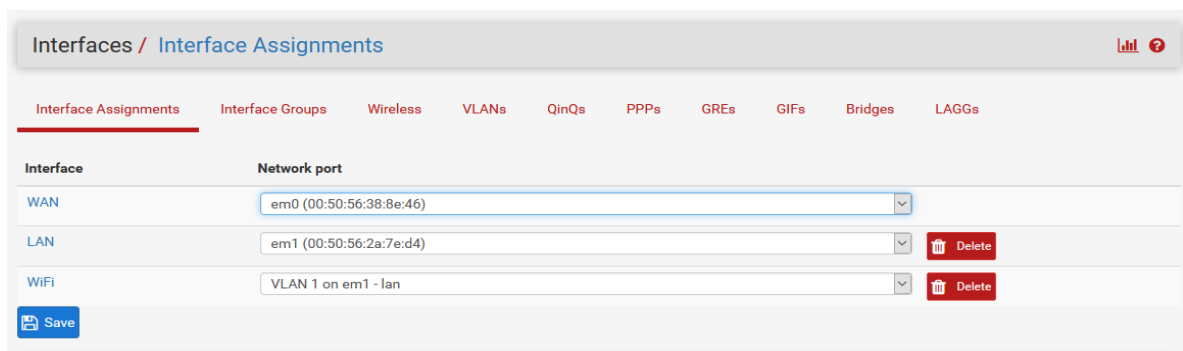 Interfaces / Interface Assignments
Interface Assignments Interface Groups Wireless VLANs QinQs PPPs GREs GIFs Bridges LAGGs
Interface Network port
WAN em0 (00:50:56:38:8e:46)
LAN em1 (00:50:56:2a:7e:d4) Delete
WiFi VLAN 1 on em1 - lan Delete
Save